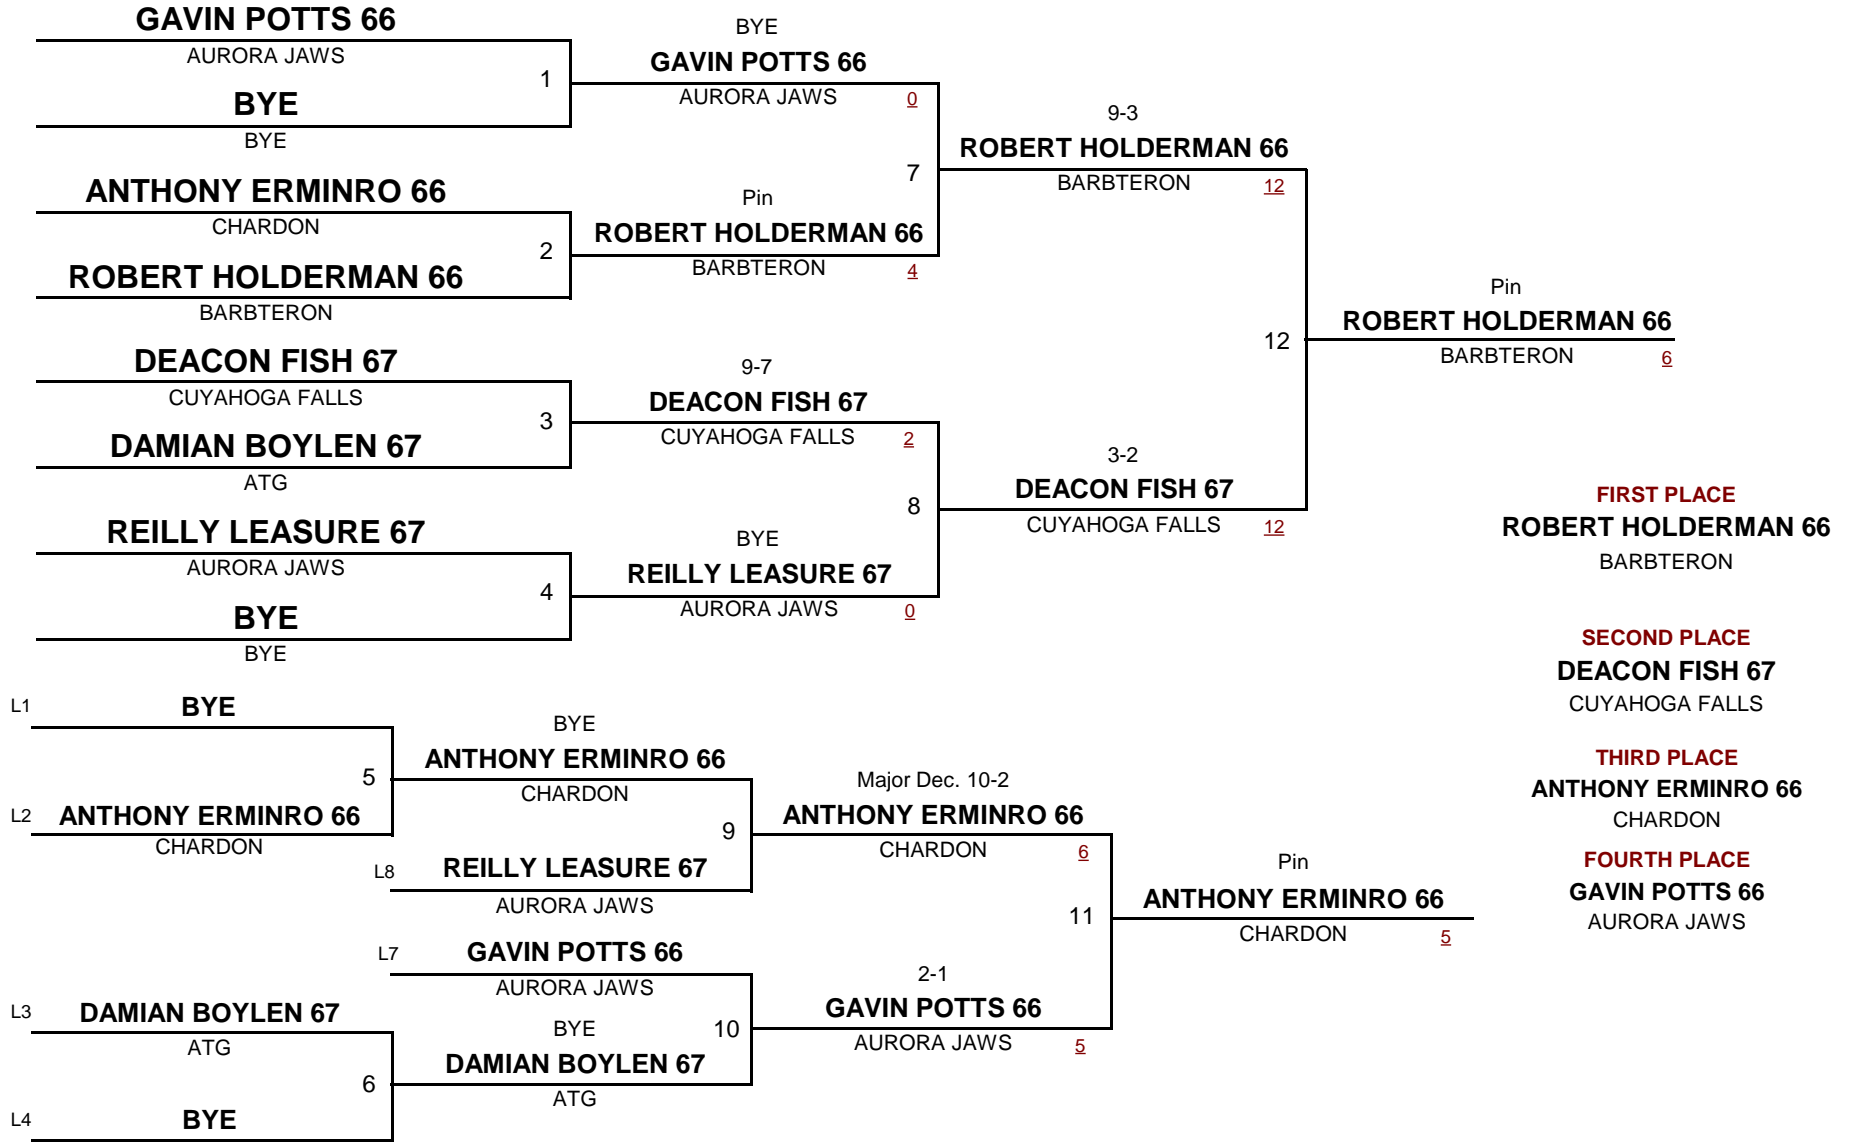 GAVIN POTTS 66
AURORA JAWS
1
BYE
BYE
ANTHONY ERMINRO 66
CHARDON
2
ROBERT HOLDERMAN 66
BARBTERON
DEACON FISH 67
CUYAHOGA FALLS
3
DAMIAN BOYLEN 67
ATG
REILLY LEASURE 67
AURORA JAWS
4
BYE
BYE
BYE
GAVIN POTTS 66
AURORA JAWS 0
7
Pin
ROBERT HOLDERMAN 66
BARBTERON 4
9-7
DEACON FISH 67
CUYAHOGA FALLS 2
8
BYE
REILLY LEASURE 67
AURORA JAWS 0
9-3
ROBERT HOLDERMAN 66
BARBTERON 12
12
3-2
DEACON FISH 67
CUYAHOGA FALLS 12
Pin
ROBERT HOLDERMAN 66
BARBTERON 6
FIRST PLACE
ROBERT HOLDERMAN 66
BARBTERON
SECOND PLACE
DEACON FISH 67
CUYAHOGA FALLS
THIRD PLACE
ANTHONY ERMINRO 66
CHARDON
FOURTH PLACE
GAVIN POTTS 66
AURORA JAWS
L1 BYE
5
L2 ANTHONY ERMINRO 66
CHARDON
L3 DAMIAN BOYLEN 67
ATG
6
L4 BYE
BYE
ANTHONY ERMINRO 66
CHARDON
9
L8 REILLY LEASURE 67
AURORA JAWS
L7 GAVIN POTTS 66
AURORA JAWS
10
BYE
DAMIAN BOYLEN 67
ATG
Major Dec. 10-2
ANTHONY ERMINRO 66
CHARDON 6
11
2-1
GAVIN POTTS 66
AURORA JAWS 5
Pin
ANTHONY ERMINRO 66
CHARDON 5